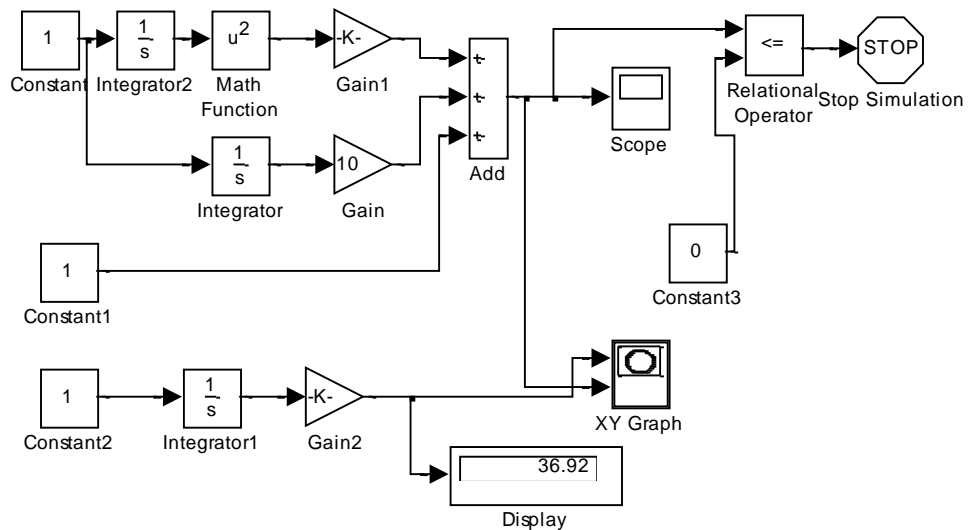 1
Constant
1
s
Integrator2
u2
Math
Function
-K-
Gain1
1
s
Integrator
10
Gain
Add
Scope
<=
Relational
Operator
STOP
Stop Simulation
1
Constant1
0
Constant3
1
Constant2
1
s
Integrator1
-K-
Gain2
XY Graph
36.92
Display